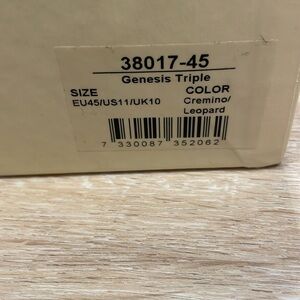 38017-45
Genesis Triple
SIZE COLOR
EU45/US11/UK10 Cremino/
Leopard
7 330087 352062